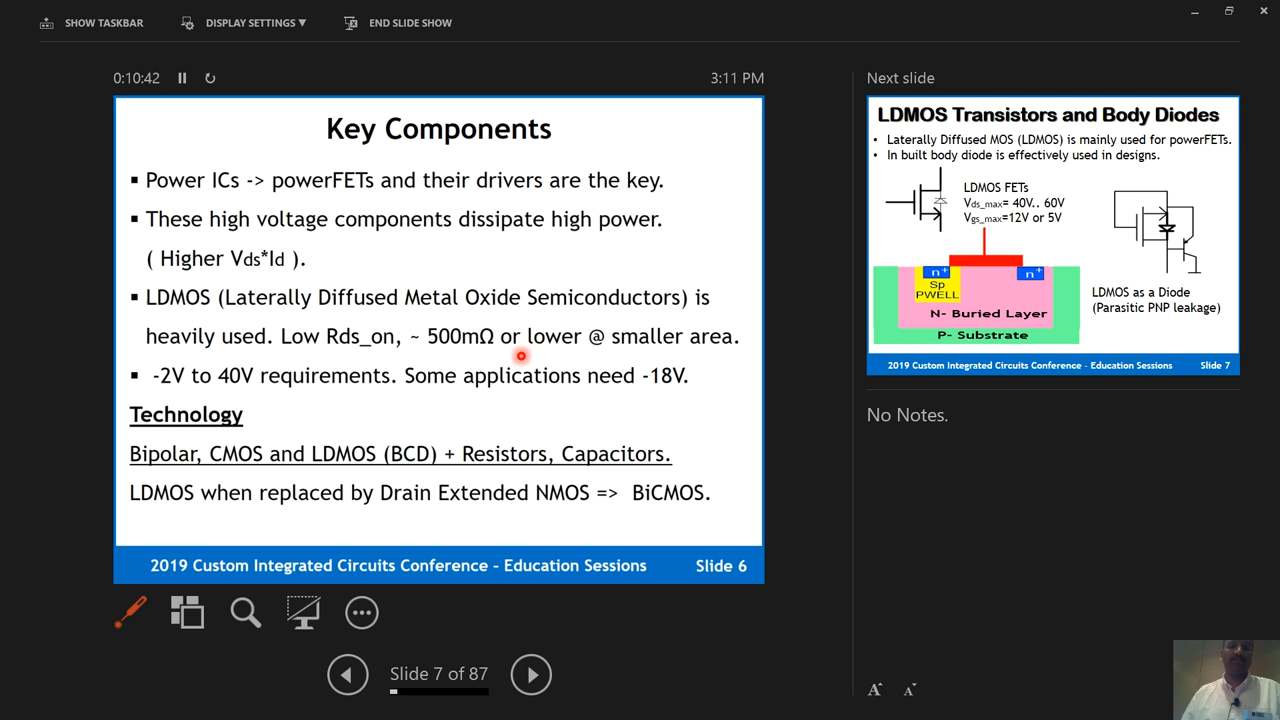 SHOW TASKBAR
DISPLAY SETTINGS ▼
END SLIDE SHOW
0:10:42
3:11 PM
Key Components
▪ Power ICs -> powerFETs and their drivers are the key.
▪ These high voltage components dissipate high power.
( Higher Vds*Id ).
▪ LDMOS (Laterally Diffused Metal Oxide Semiconductors) is
heavily used. Low Rds_on, ~ 500mΩ or lower @ smaller area.
▪ -2V to 40V requirements. Some applications need -18V.
Technology
Bipolar, CMOS and LDMOS (BCD) + Resistors, Capacitors.
LDMOS when replaced by Drain Extended NMOS => BiCMOS.
2019 Custom Integrated Circuits Conference - Education Sessions
Slide 6
Slide 7 of 87
Next slide
LDMOS Transistors and Body Diodes
• Laterally Diffused MOS (LDMOS) is mainly used for powerFETs.
• In built body diode is effectively used in designs.
LDMOS FETs
Vds_max= 40V.. 60V
Vgs_max=12V or 5V
n+
n+
Sp
PWELL
N- Buried Layer
P- Substrate
LDMOS as a Diode
(Parasitic PNP leakage)
2019 Custom Integrated Circuits Conference - Education Sessions
Slide 7
No Notes.
A
A